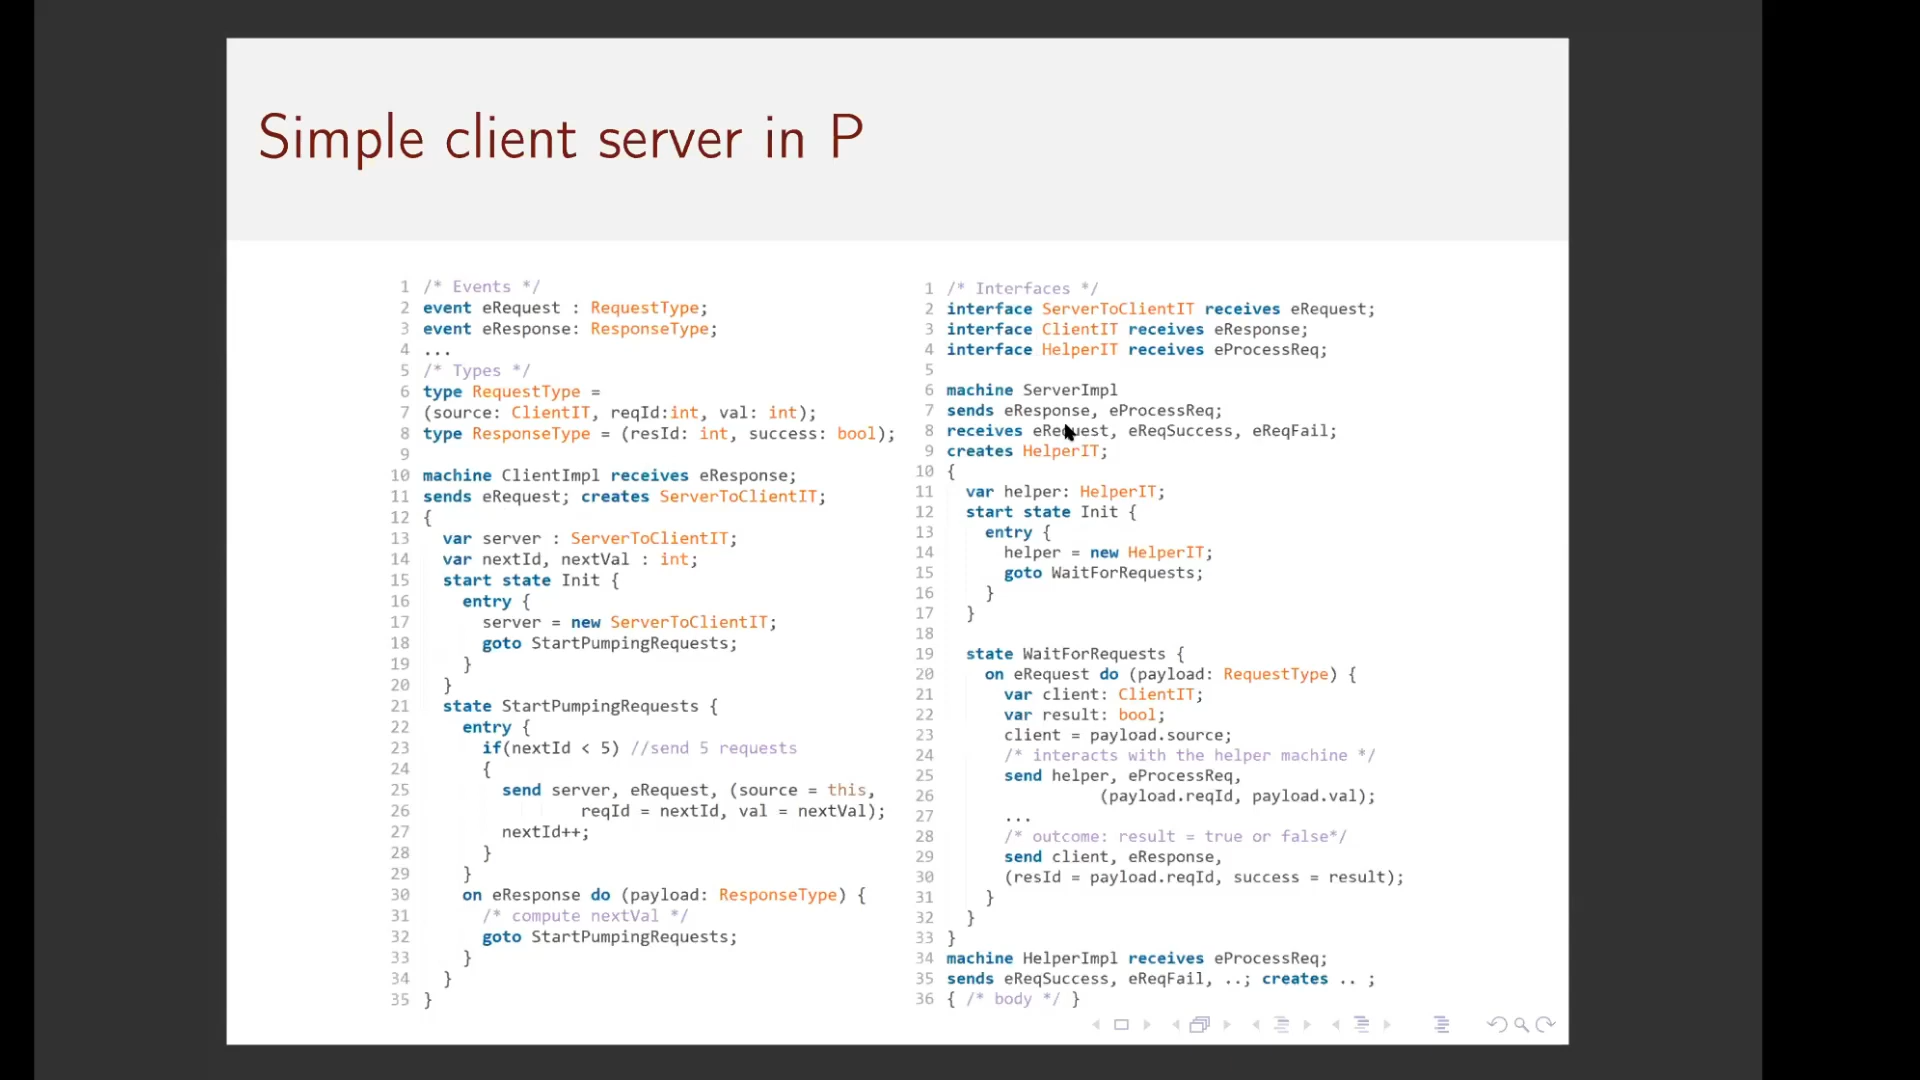 Simple client server in P
1 /* Events */
2 event eRequest : RequestType;
3 event eResponse: ResponseType;
4 ...
5 /* Types */
6 type RequestType =
7 (source: ClientIT, reqId:int, val: int);
8 type ResponseType = (resId: int, success: bool);
9
10 machine ClientImpl receives eResponse;
11 sends eRequest; creates ServerToClientIT;
12 {
13 var server : ServerToClientIT;
14 var nextId, nextVal : int;
15 start state Init {
16 entry {
17 server = new ServerToClientIT;
18 goto StartPumpingRequests;
19 }
20 }
21 state StartPumpingRequests {
22 entry {
23 if(nextId < 5) //send 5 requests
24 {
25 send server, eRequest, (source = this,
26 reqId = nextId, val = nextVal);
27 nextId++;
28 }
29 }
30 on eResponse do (payload: ResponseType) {
31 /* compute nextVal */
32 goto StartPumpingRequests;
33 }
34 }
35 }
1 /* Interfaces */
2 interface ServerToClientIT receives eRequest;
3 interface ClientIT receives eResponse;
4 interface HelperIT receives eProcessReq;
5
6 machine ServerImpl
7 sends eResponse, eProcessReq;
8 receives eRequest, eReqSuccess, eReqFail;
9 creates HelperIT;
10 {
11 var helper: HelperIT;
12 start state Init {
13 entry {
14 helper = new HelperIT;
15 goto WaitForRequests;
16 }
17 }
18
19 state WaitForRequests {
20 on eRequest do (payload: RequestType) {
21 var client: ClientIT;
22 var result: bool;
23 client = payload.source;
24 /* interacts with the helper machine */
25 send helper, eProcessReq,
26 (payload.reqId, payload.val);
27 ...
28 /* outcome: result = true or false*/
29 send client, eResponse,
30 (resId = payload.reqId, success = result);
31 }
32 }
33 }
34 machine HelperImpl receives eProcessReq;
35 sends eReqSuccess, eReqFail, ..; creates .. ;
36 { /* body */ }